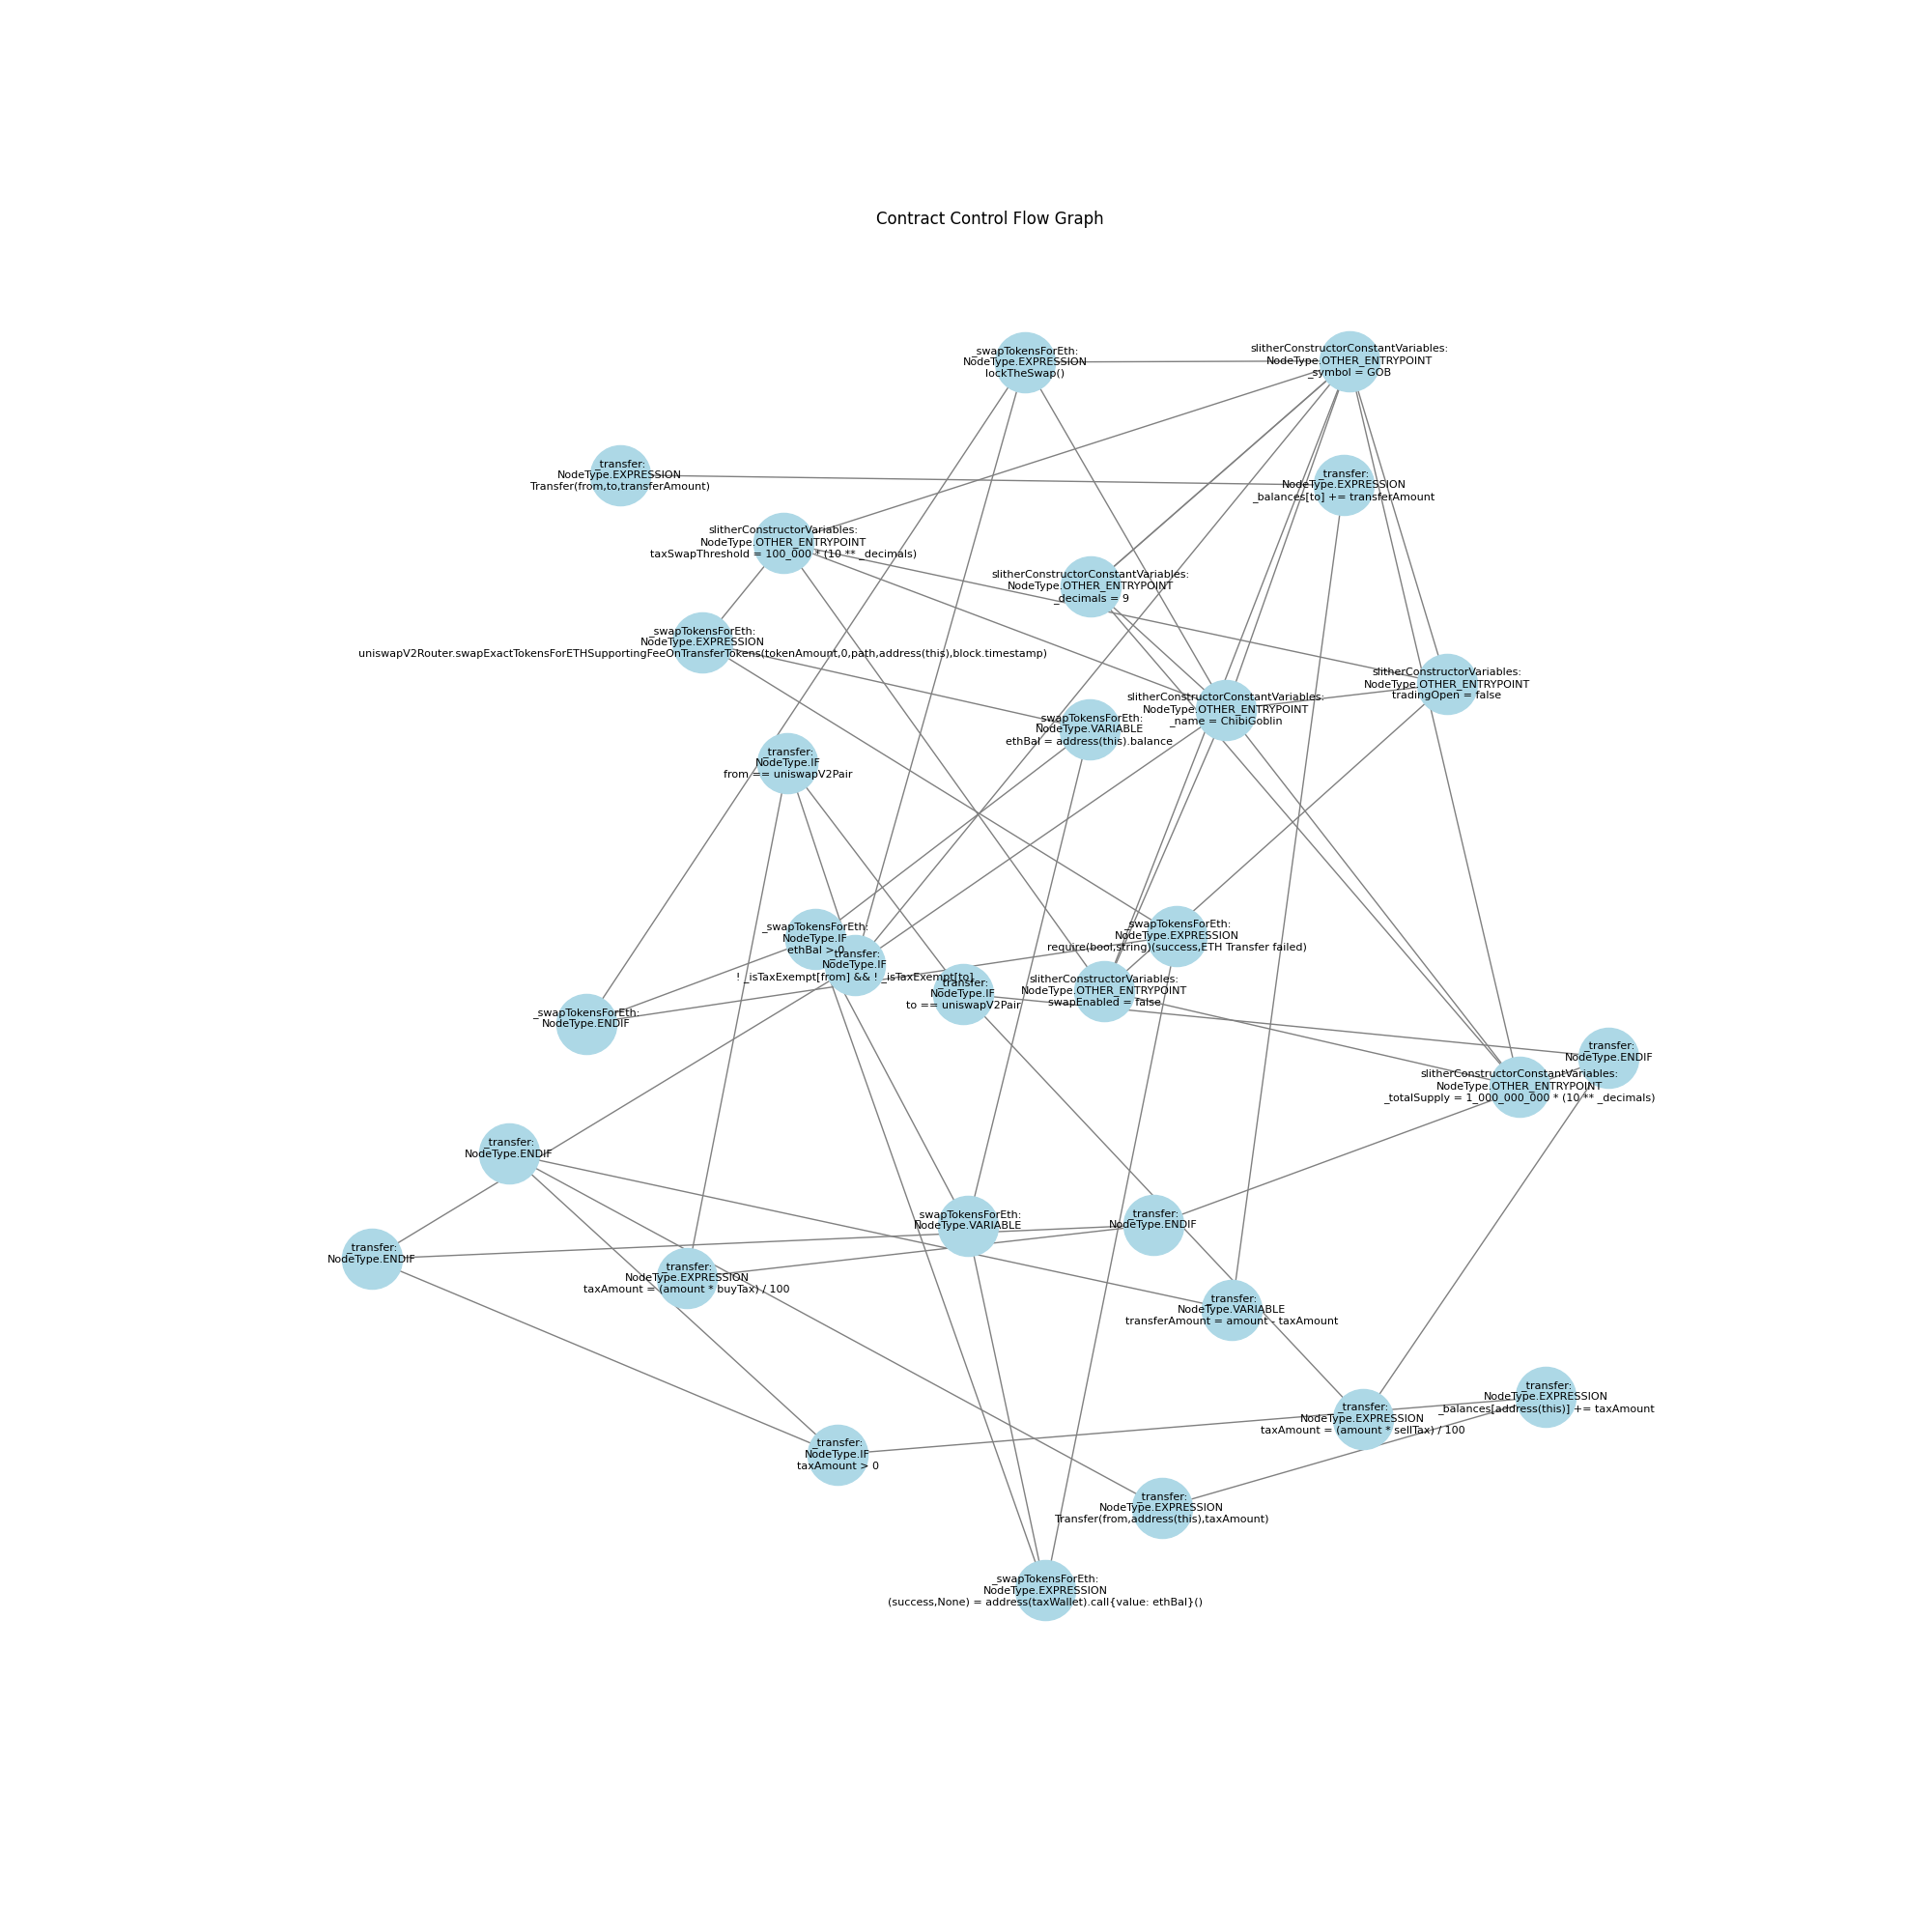 Contract Control Flow Graph
_swapTokensForEth:
NodeType.EXPRESSION
lockTheSwap()
slitherConstructorConstantVariables:
NodeType.OTHER_ENTRYPOINT
_symbol = GOB
_transfer:
NodeType.EXPRESSION
Transfer(from,to,transferAmount)
_transfer:
NodeType.EXPRESSION
_balances[to] += transferAmount
slitherConstructorVariables:
NodeType.OTHER_ENTRYPOINT
taxSwapThreshold = 100_000 * (10 ** _decimals)
slitherConstructorConstantVariables:
NodeType.OTHER_ENTRYPOINT
_decimals = 9
_swapTokensForEth:
NodeType.EXPRESSION
uniswapV2Router.swapExactTokensForETHSupportingFeeOnTransferTokens(tokenAmount,0,path,address(this),block.timestamp)
slitherConstructorVariables:
NodeType.OTHER_ENTRYPOINT
tradingOpen = false
slitherConstructorConstantVariables:
NodeType.OTHER_ENTRYPOINT
_name = ChibiGoblin
_swapTokensForEth:
NodeType.VARIABLE
ethBal = address(this).balance
_transfer:
NodeType.IF
from == uniswapV2Pair
_swapTokensForEth:
NodeType.IF
ethBal > 0
_swapTokensForEth:
NodeType.EXPRESSION
require(bool,string)(success,ETH Transfer failed)
_transfer:
NodeType.IF
! _isTaxExempt[from] && ! _isTaxExempt[to]
_transfer:
NodeType.IF
to == uniswapV2Pair
slitherConstructorVariables:
NodeType.OTHER_ENTRYPOINT
swapEnabled = false
_swapTokensForEth:
NodeType.ENDIF
_transfer:
NodeType.ENDIF
slitherConstructorConstantVariables:
NodeType.OTHER_ENTRYPOINT
_totalSupply = 1_000_000_000 * (10 ** _decimals)
_transfer:
NodeType.ENDIF
_swapTokensForEth:
NodeType.VARIABLE
_transfer:
NodeType.ENDIF
_transfer:
NodeType.ENDIF
_transfer:
NodeType.EXPRESSION
taxAmount = (amount * buyTax) / 100
_transfer:
NodeType.VARIABLE
transferAmount = amount - taxAmount
_transfer:
NodeType.EXPRESSION
_balances[address(this)] += taxAmount
_transfer:
NodeType.EXPRESSION
taxAmount = (amount * sellTax) / 100
_transfer:
NodeType.IF
taxAmount > 0
_transfer:
NodeType.EXPRESSION
Transfer(from,address(this),taxAmount)
_swapTokensForEth:
NodeType.EXPRESSION
(success,None) = address(taxWallet).call{value: ethBal}()